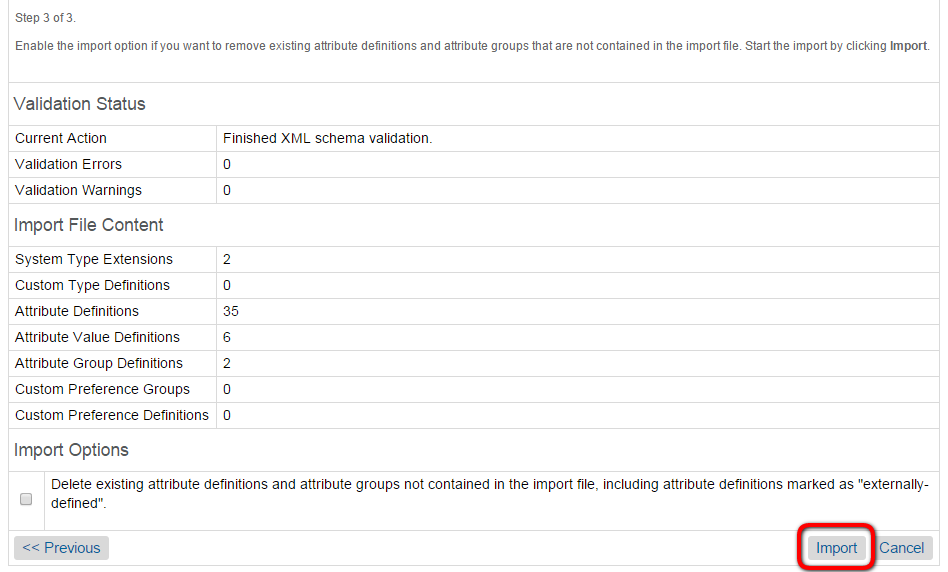 Step 3 of 3.
Enable the import option if you want to remove existing attribute definitions and attribute groups that are not contained in the import file. Start the import by clicking Import.
Validation Status
Current Action Finished XML schema validation.
Validation Errors 0
Validation Warnings 0
Import File Content
System Type Extensions 2
Custom Type Definitions 0
Attribute Definitions 35
Attribute Value Definitions 6
Attribute Group Definitions 2
Custom Preference Groups 0
Custom Preference Definitions 0
Import Options
Delete existing attribute definitions and attribute groups not contained in the import file, including attribute definitions marked as "externally-
defined".
<< Previous Import Cancel